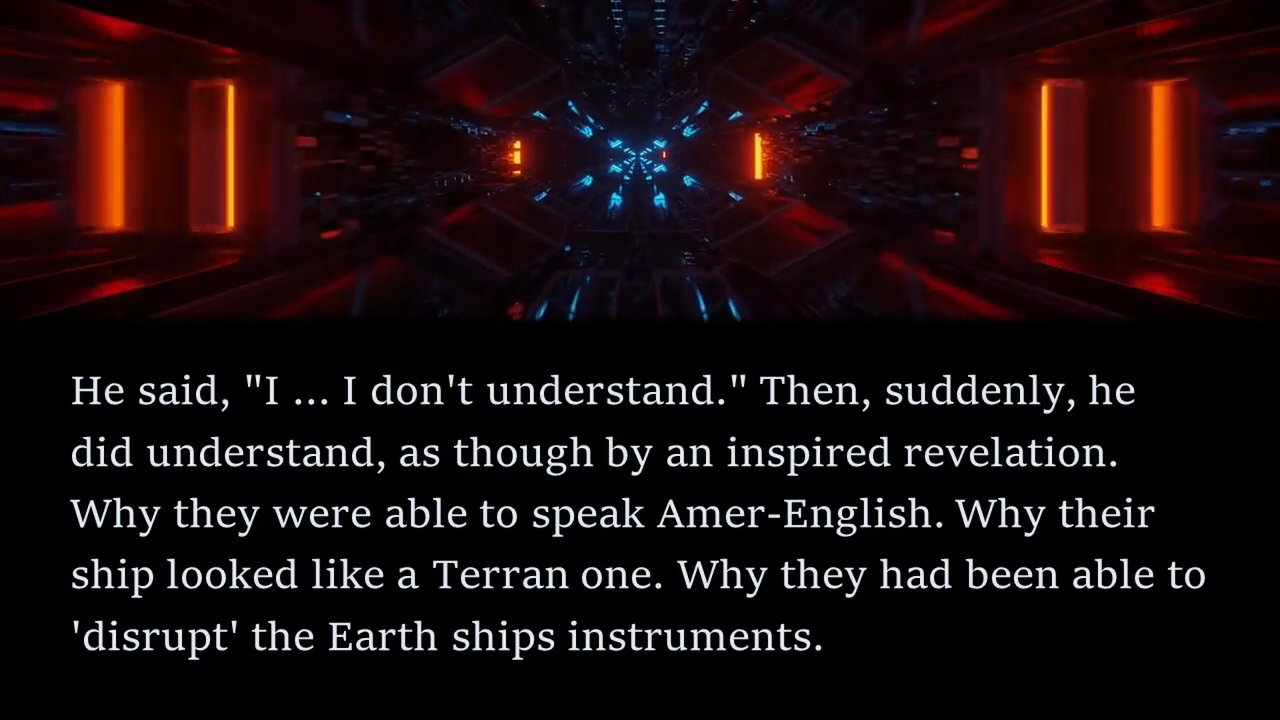 He said, "I ... I don't understand." Then, suddenly, he
did understand, as though by an inspired revelation.
Why they were able to speak Amer-English. Why their
ship looked like a Terran one. Why they had been able to
'disrupt' the Earth ships instruments.